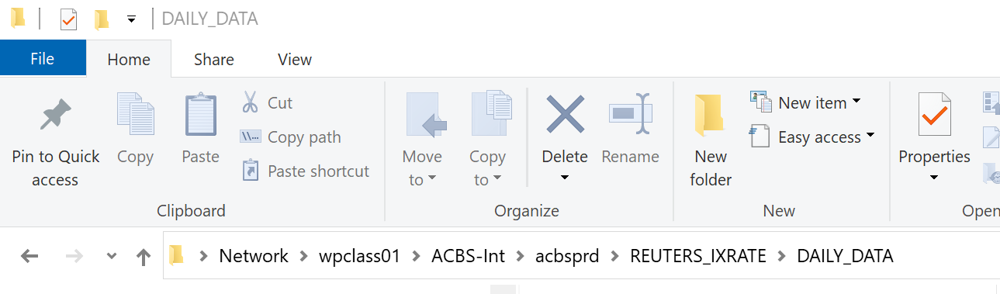 DAILY_DATA
File Home Share View
Pin to Quick access
Copy
Paste
Cut
Copy path
Paste shortcut
Clipboard
Move to
Copy to
Delete
Rename
Organize
New folder
New item
Easy access
New
Properties
Open
Network wpclass01 ACBS-Int acbsprd REUTERS_IXRATE DAILY_DATA